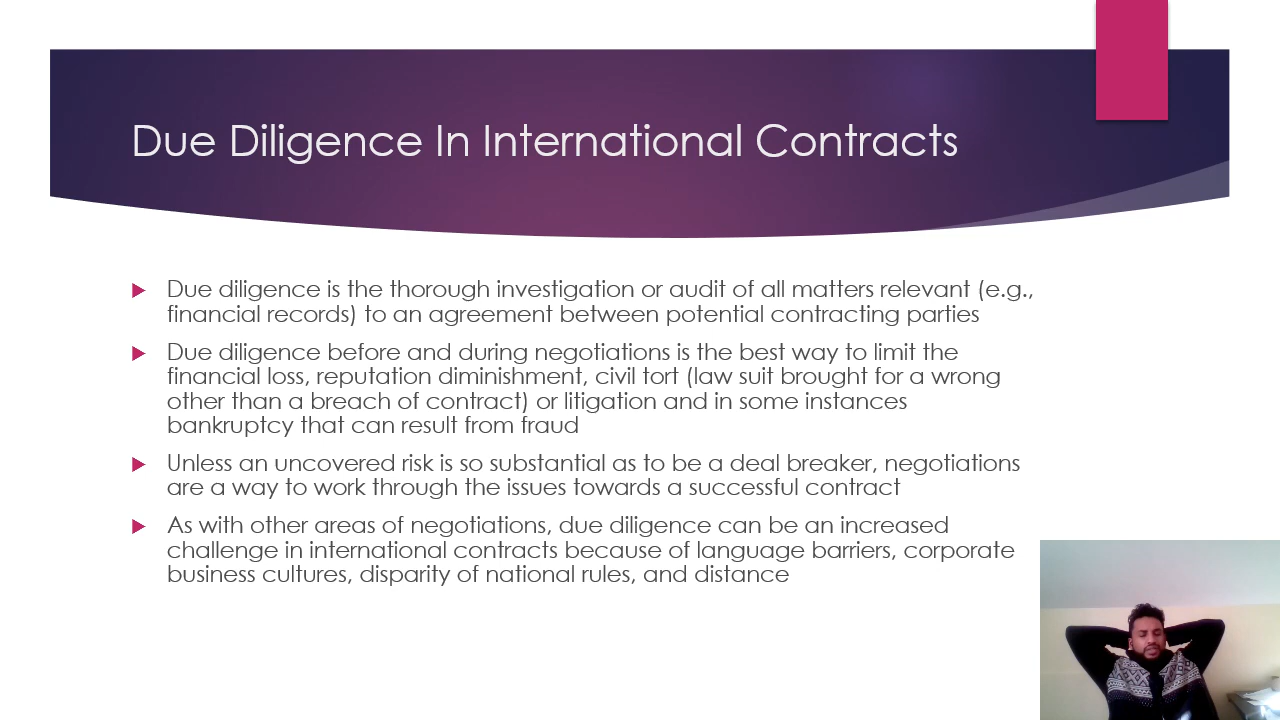 Due Diligence In International Contracts
Due diligence is the thorough investigation or audit of all matters relevant (e.g.,
financial records) to an agreement between potential contracting parties
Due diligence before and during negotiations is the best way to limit the
financial loss, reputation diminishment, civil tort (law suit brought for a wrong
other than a breach of contract) or litigation and in some instances
bankruptcy that can result from fraud
Unless an uncovered risk is so substantial as to be a deal breaker, negotiations
are a way to work through the issues towards a successful contract
As with other areas of negotiations, due diligence can be an increased
challenge in international contracts because of language barriers, corporate
business cultures, disparity of national rules, and distance